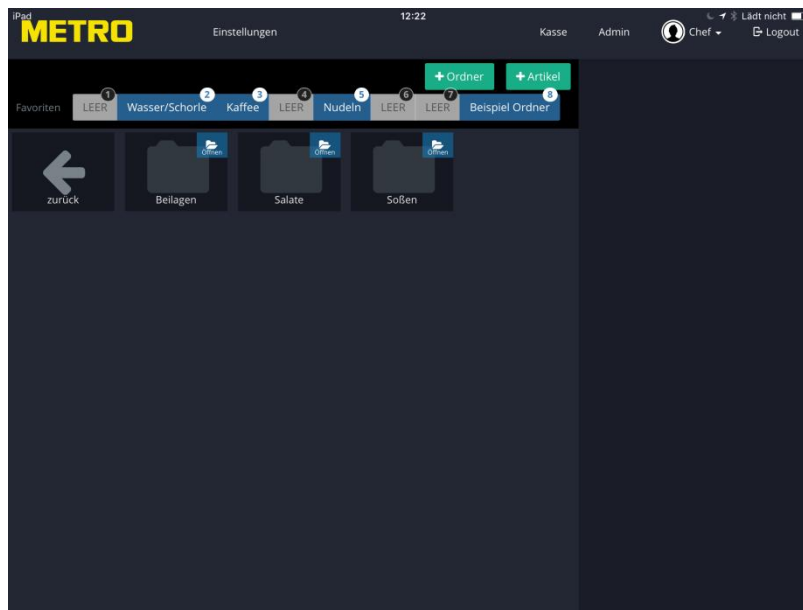 iPad 12:22 Lädt nicht
METRO Einstellungen Kasse Admin Chef Logout
+ Ordner + Artikel
1 2 3 4 5 6 7 8
Favoriten LEER Wasser/Schorle Kaffee LEER Nudeln LEER LEER Beispiel Ordner
Öffnen Öffnen Öffnen
zurück Beilagen Salate Soßen